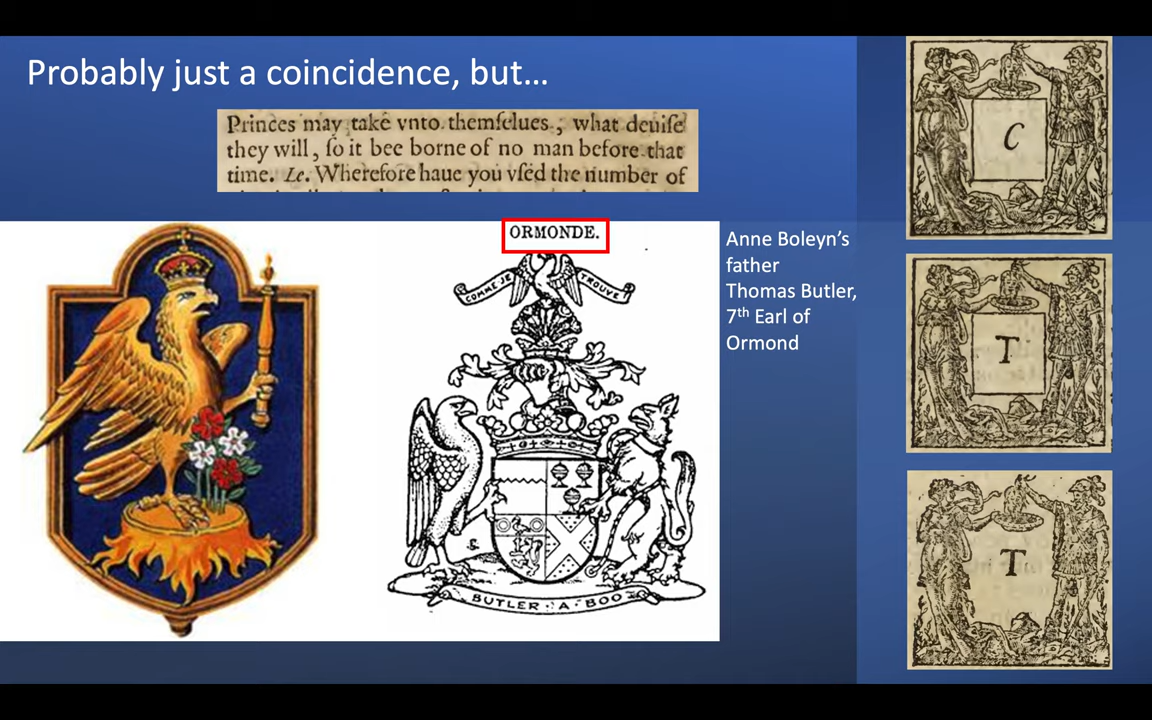 Probably just a coincidence, but...
Princes may take vnto themſelues, what deuiſe
they will, ſo it bee borne of no man before that
time. Le. Wherefore haue you vſed the number of
ORMONDE.
COMME JE TROUVE
BUTLER A BOO
Anne Boleyn’s
father
Thomas Butler,
7th Earl of
Ormond
C
T
T